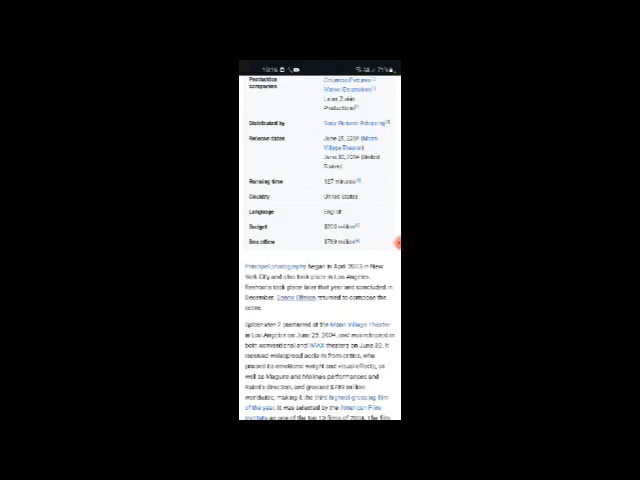 Production
companies
Columbia Pictures
Marvel Enterprises
Laura Ziskin
Productions
Distributed by
Sony Pictures Releasing
Release dates
June 25, 2004 (Mann
Village Theater)
June 30, 2004 (United
States)
Running time
127 minutes
Country
United States
Language
English
Budget
$200 million
Box office
$789 million
Principal photography began in April 2003 in New
York City and also took place in Los Angeles.
Reshoots took place later that year and concluded in
December. Danny Elfman returned to compose the
score.
Spider-Man 2 premiered at the Mann Village Theater
in Los Angeles on June 25, 2004, and was released in
both conventional and IMAX theaters on June 30. It
received widespread acclaim from critics, who
praised its emotional weight and visual effects, as
well as Maguire and Molina's performances and
Raimi's direction, and grossed $789 million
worldwide, making it the third highest-grossing film
of the year. It was selected by the American Film
Institute as one of the top 10 films of 2004. The film